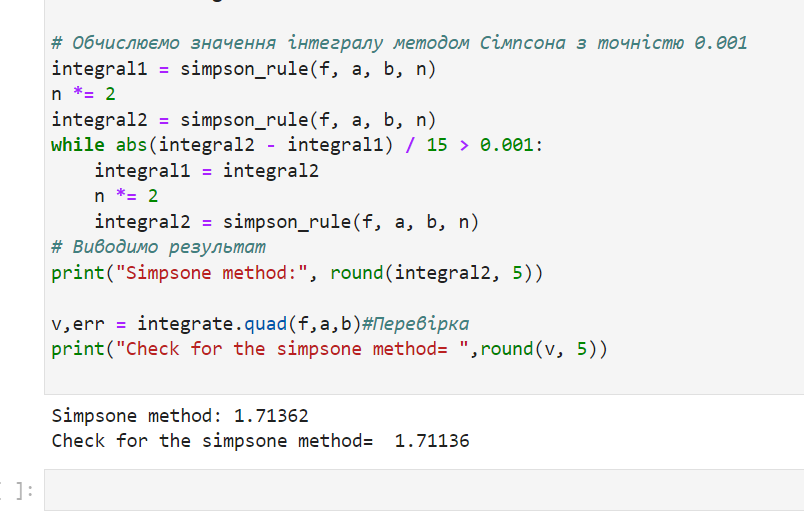 # Обчислюємо значення інтегралу методом Сімпсона з точністю 0.001
integral1 = simpson_rule(f, a, b, n)
n *= 2
integral2 = simpson_rule(f, a, b, n)
while abs(integral2 - integral1) / 15 > 0.001:
    integral1 = integral2
    n *= 2
    integral2 = simpson_rule(f, a, b, n)
# Виводимо результат
print("Simpsone method:", round(integral2, 5))
v,err = integrate.quad(f,a,b)#Перевірка
print("Check for the simpsone method= ",round(v, 5))
Simpsone method: 1.71362
Check for the simpsone method=  1.71136
[ ]: